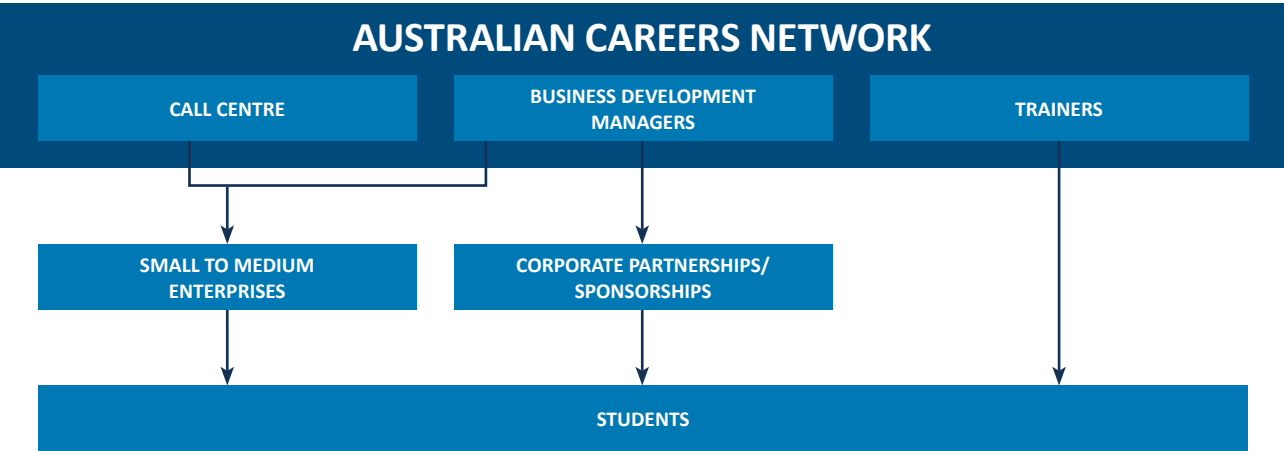 AUSTRALIAN CAREERS NETWORK
CALL CENTRE
BUSINESS DEVELOPMENT
MANAGERS
TRAINERS
SMALL TO MEDIUM
ENTERPRISES
CORPORATE PARTNERSHIPS/
SPONSORSHIPS
STUDENTS